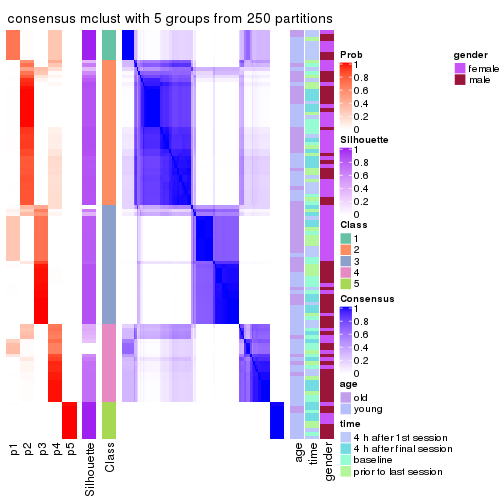 consensus mclust with 5 groups from 250 partitions
Prob
1
0.8
0.6
0.4
0.2
0
gender
female
male
Silhouette
1
0.8
0.6
0.4
0.2
0
Class
1
2
3
4
5
Consensus
1
0.8
0.6
0.4
0.2
0
age
old
young
time
4 h after 1st session
4 h after final session
baseline
prior to last session
p1
p2
p3
p4
p5
Silhouette
Class
age
time
gender